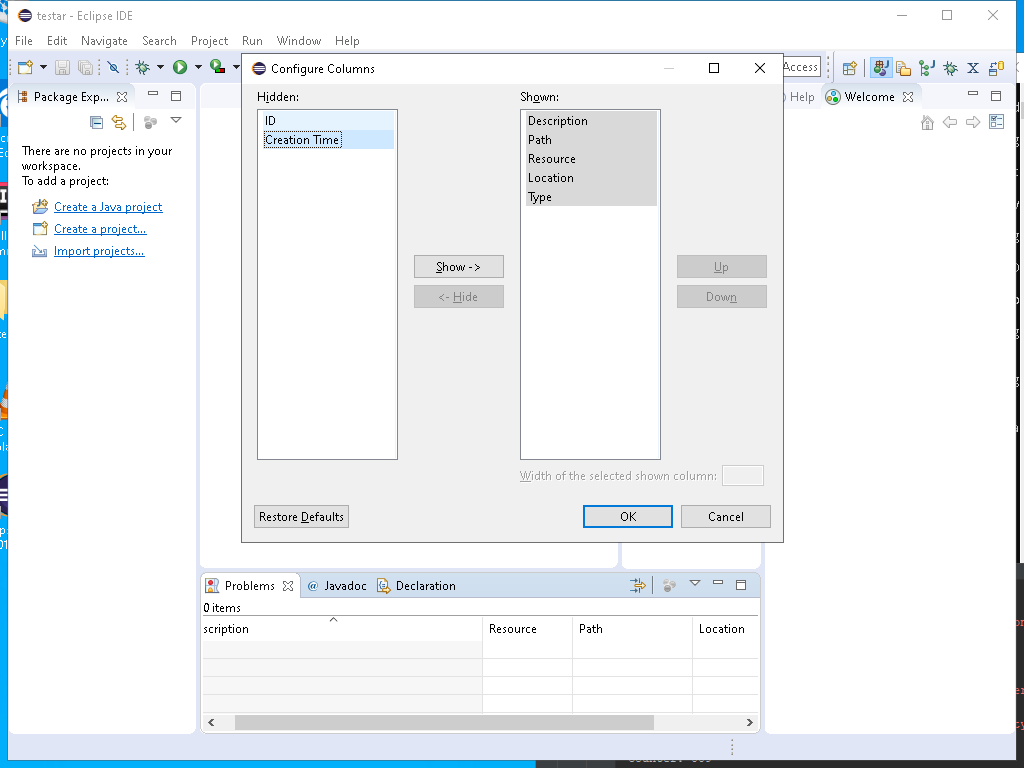 testar - Eclipse IDE
File Edit Navigate Search Project Run Window Help
Access
Package Exp...
Help
Welcome
There are no projects in your
workspace.
To add a project:
Create a Java project
Create a project...
Import projects...
Configure Columns
Hidden:
ID
Creation Time
Show ->
<- Hide
Shown:
Description
Path
Resource
Location
Type
Up
Down
Width of the selected shown column:
Restore Defaults
OK
Cancel
Problems
@ Javadoc
Declaration
0 items
scription
Resource
Path
Location